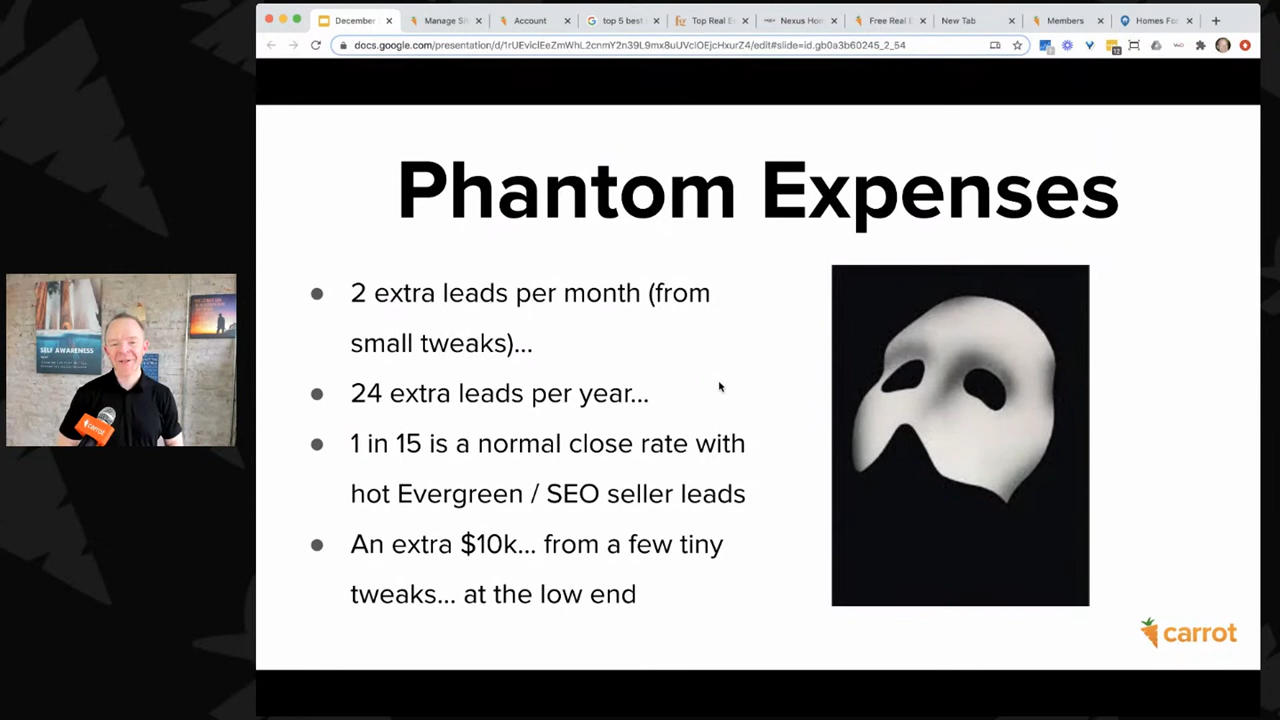 December
Manage Si
Account
top 5 best
Top Real E
Nexus Hom
Free Real E
New Tab
Members
Homes Fo
docs.google.com/presentation/d/1rUEviclEeZmWhL2cnmY2n39L9mx8uUVclOEjcHxurZ4/edit#slide=id.gb0a3b60245_2_54
Phantom Expenses
2 extra leads per month (from
small tweaks)...
24 extra leads per year...
1 in 15 is a normal close rate with
hot Evergreen / SEO seller leads
An extra $10k... from a few tiny
tweaks... at the low end
carrot
SELF AWARENESS
carrot